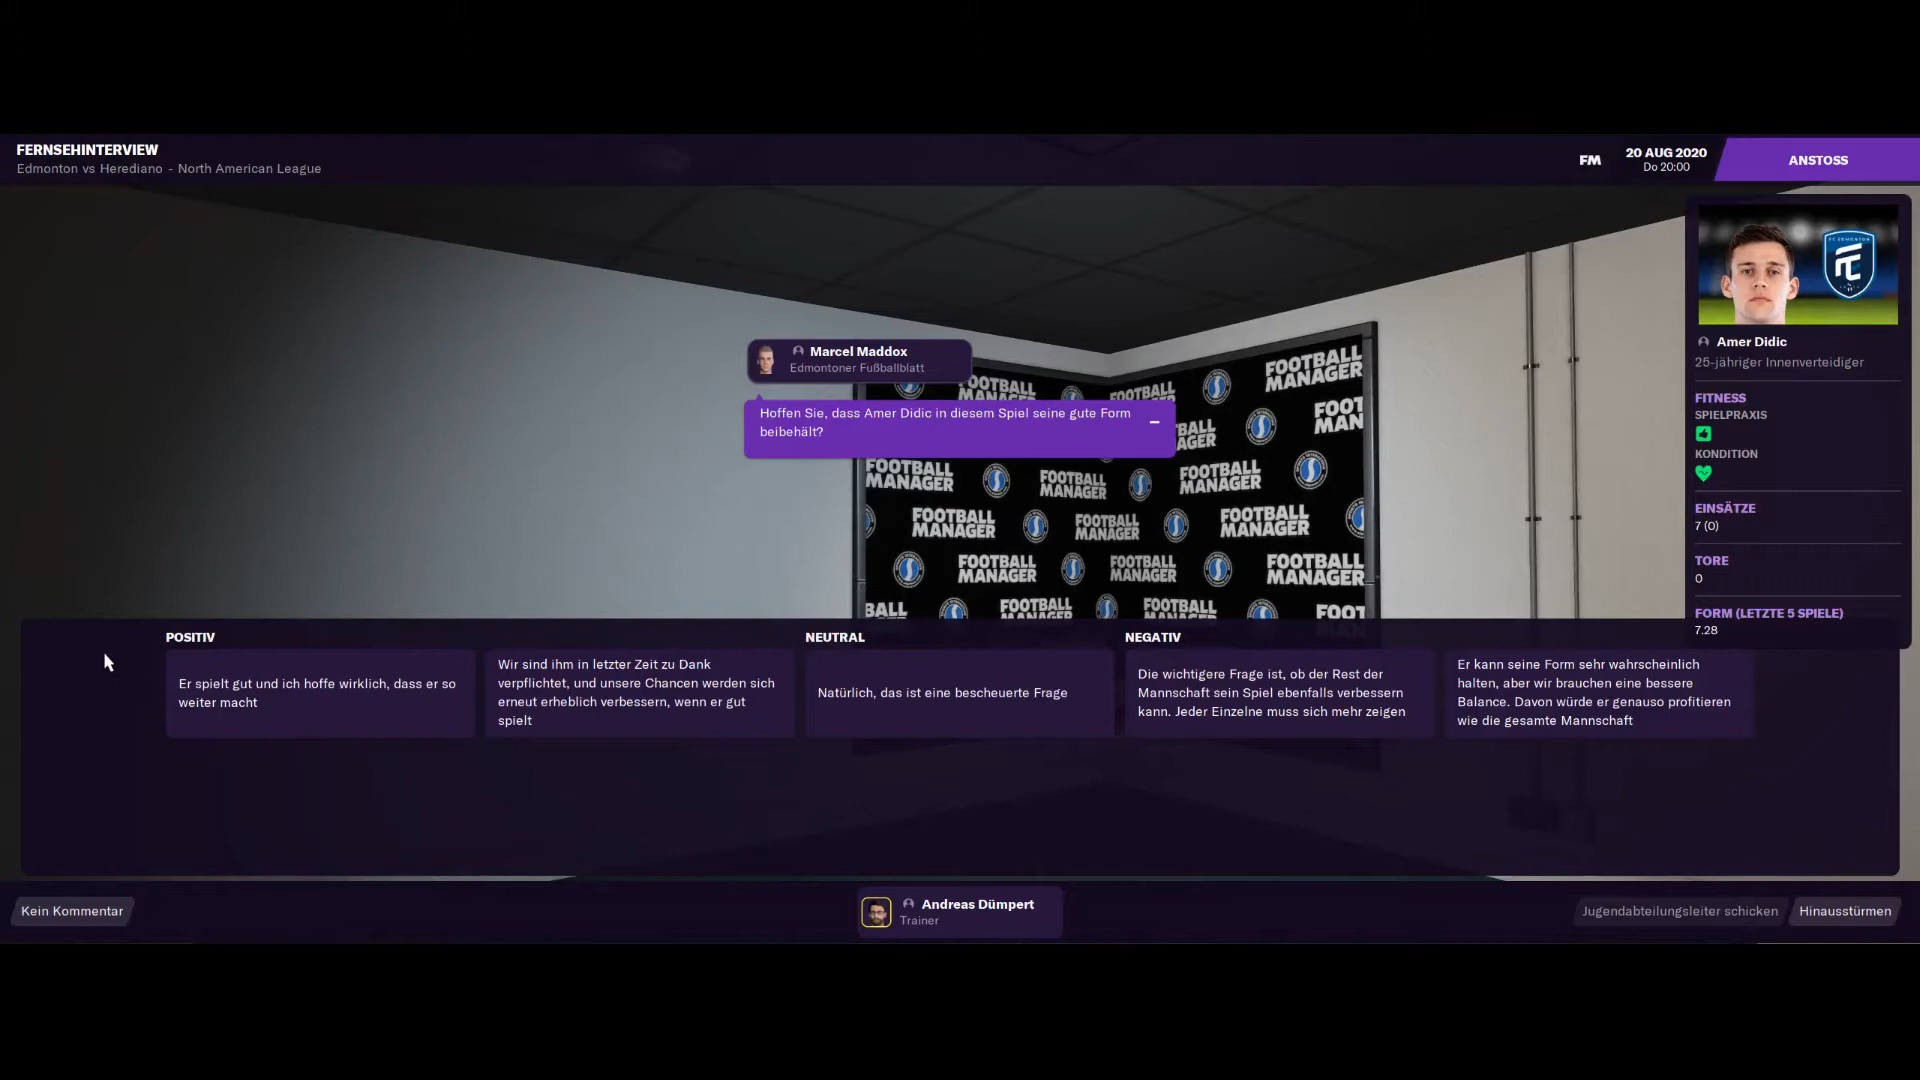 FERNSEHINTERVIEW
Edmonton vs Herediano - North American League
FM
20 AUG 2020
Do 20:00
ANSTOSS
FC EDMONTON
Amer Didic
25-jähriger Innenverteidiger
FITNESS
SPIELPRAXIS
KONDITION
EINSÄTZE
7 (0)
TORE
0
FORM (LETZTE 5 SPIELE)
7.28
Marcel Maddox
Edmontoner Fußballblatt
Hoffen Sie, dass Amer Didic in diesem Spiel seine gute Form
beibehält?
FOOTBALL
MANAGER
POSITIV
Er spielt gut und ich hoffe wirklich, dass er so
weiter macht
Wir sind ihm in letzter Zeit zu Dank
verpflichtet, und unsere Chancen werden sich
erneut erheblich verbessern, wenn er gut
spielt
NEUTRAL
Natürlich, das ist eine bescheuerte Frage
NEGATIV
Die wichtigere Frage ist, ob der Rest der
Mannschaft sein Spiel ebenfalls verbessern
kann. Jeder Einzelne muss sich mehr zeigen
Er kann seine Form sehr wahrscheinlich
halten, aber wir brauchen eine bessere
Balance. Davon würde er genauso profitieren
wie die gesamte Mannschaft
Kein Kommentar
Andreas Dümpert
Trainer
Jugendabteilungsleiter schicken
Hinausstürmen